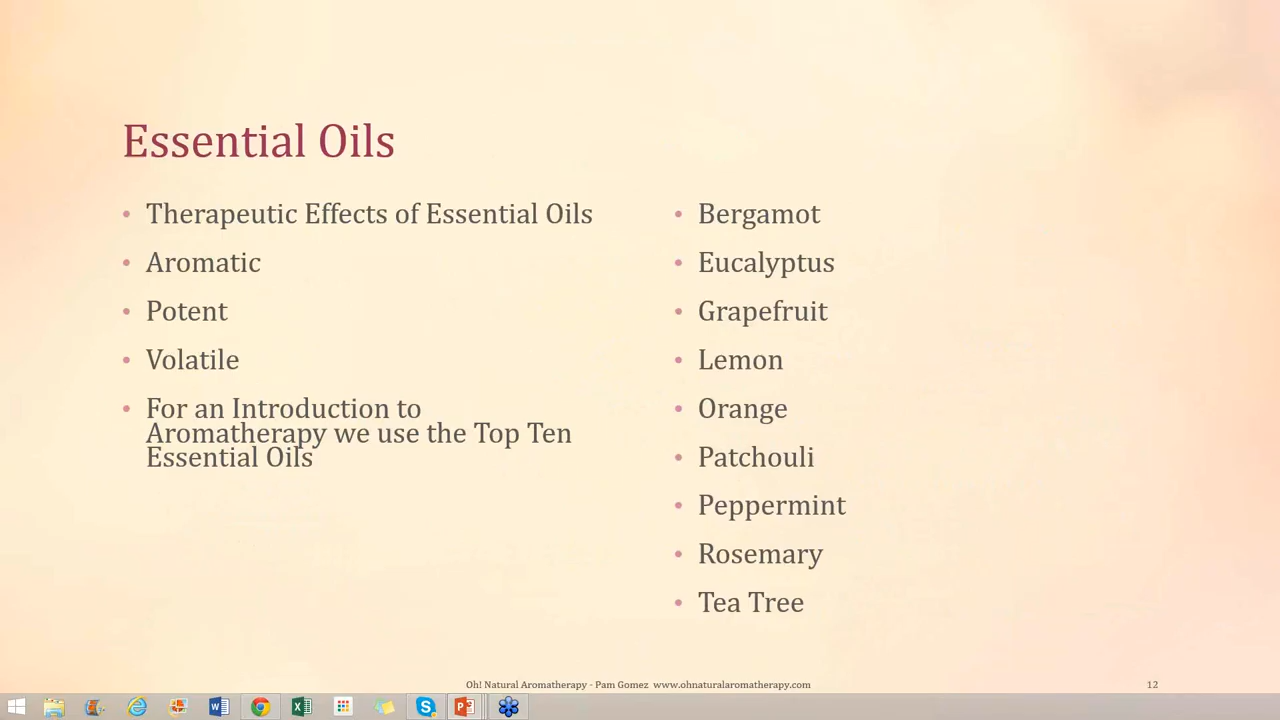 Essential Oils
• Therapeutic Effects of Essential Oils
• Aromatic
• Potent
• Volatile
• For an Introduction to
Aromatherapy we use the Top Ten
Essential Oils
• Bergamot
• Eucalyptus
• Grapefruit
• Lemon
• Orange
• Patchouli
• Peppermint
• Rosemary
• Tea Tree
Oh! Natural Aromatherapy - Pam Gomez www.ohnaturalaromatherapy.com
12